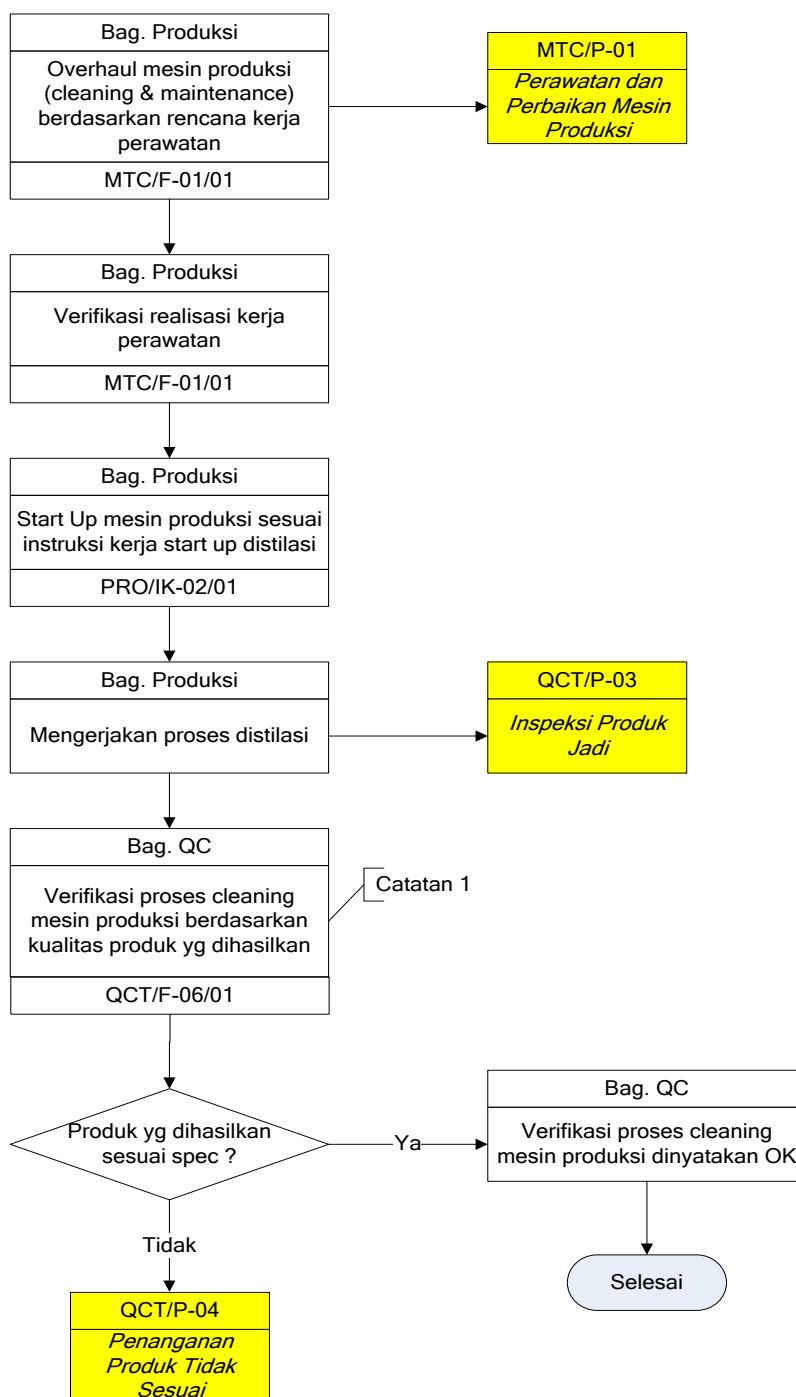 Bag. Produksi
Overhaul mesin produksi
(cleaning & maintenance)
berdasarkan rencana kerja
perawatan
MTC/F-01/01
MTC/P-01
Perawatan dan
Perbaikan Mesin
Produksi
Bag. Produksi
Verifikasi realisasi kerja
perawatan
MTC/F-01/01
Bag. Produksi
Start Up mesin produksi sesuai
instruksi kerja start up distilasi
PRO/IK-02/01
Bag. Produksi
Mengerjakan proses distilasi
QCT/P-03
Inspeksi Produk
Jadi
Bag. QC
Verifikasi proses cleaning
mesin produksi berdasarkan
kualitas produk yg dihasilkan
QCT/F-06/01
Catatan 1
Produk yg dihasilkan
sesuai spec ?
Ya
Bag. QC
Verifikasi proses cleaning
mesin produksi dinyatakan OK
Tidak
Selesai
QCT/P-04
Penanganan
Produk Tidak
Sesuai